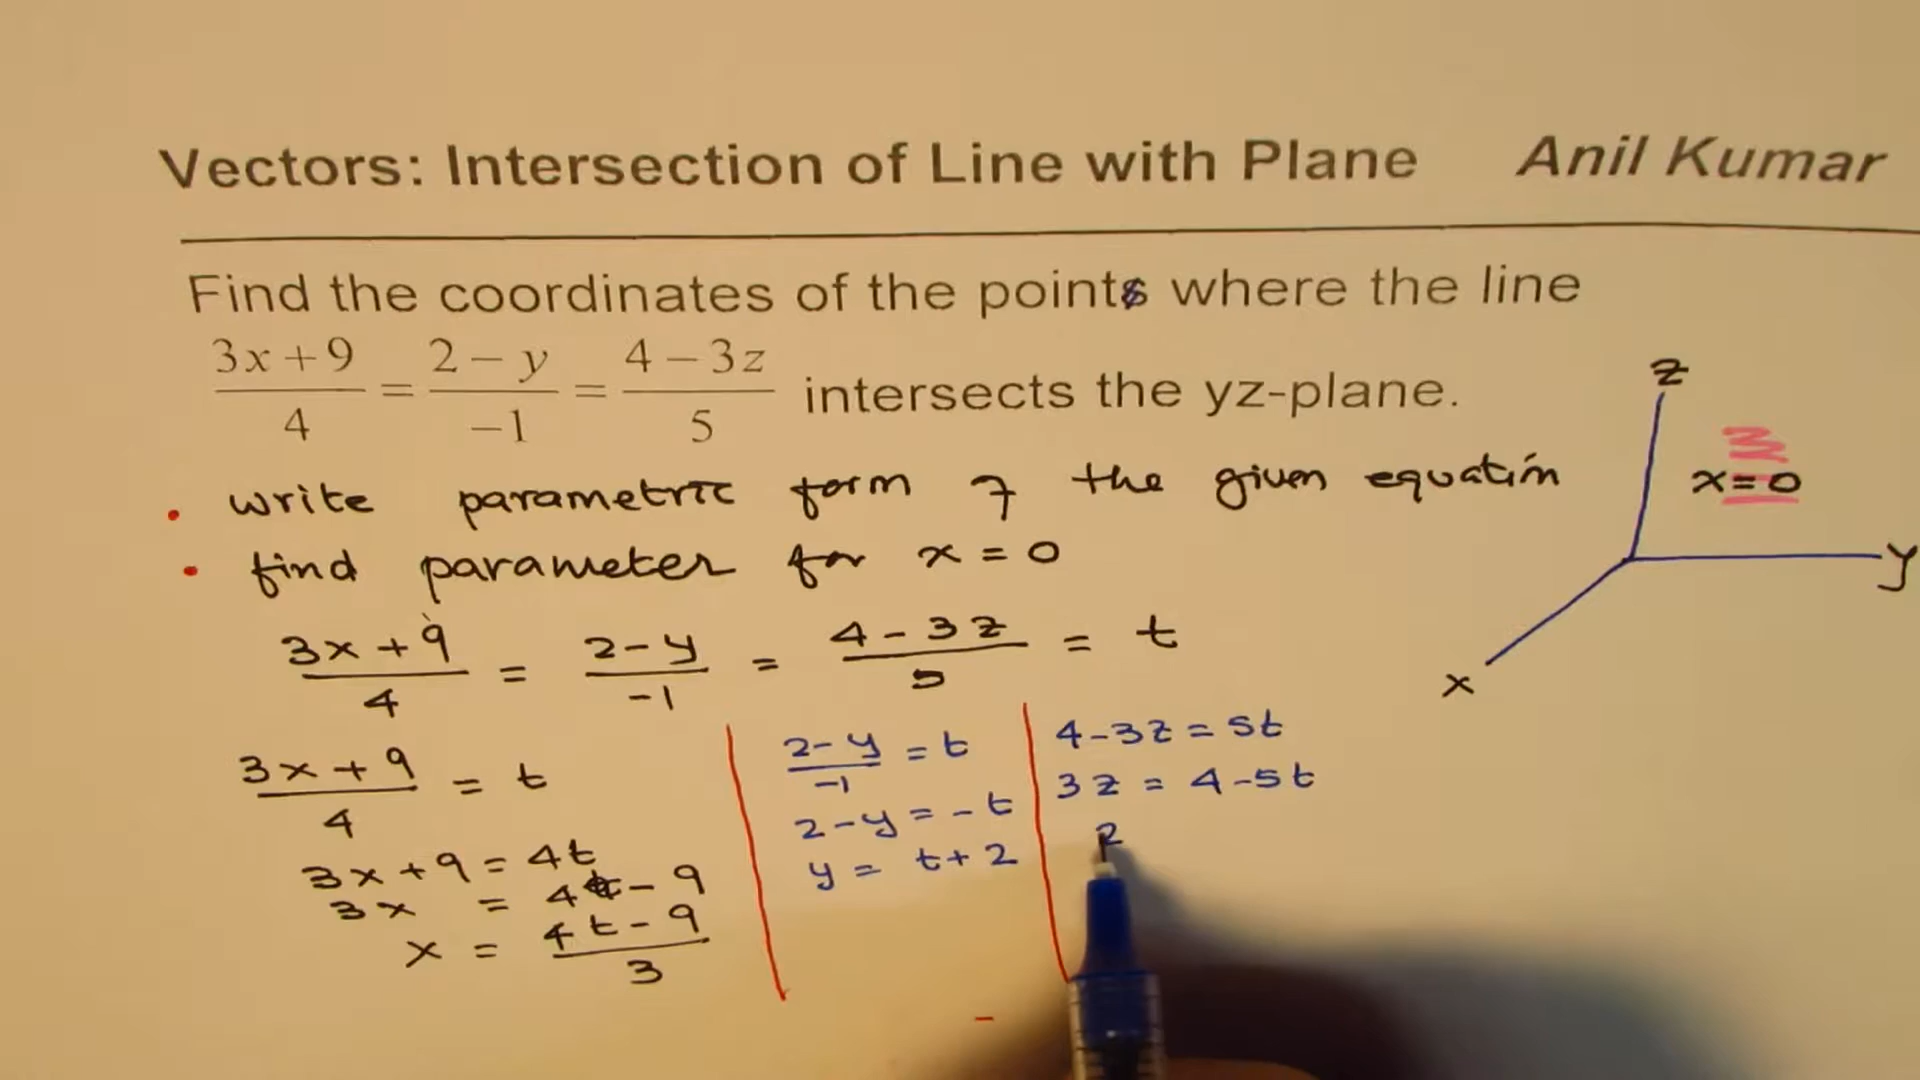 Vectors: Intersection of Line with Plane Anil Kumar
Find the coordinates of the points where the line
3x+9/4 = 2-y/-1 = 4-3z/5 intersects the yz-plane.
• write parametric form of the given equation
• find parameter for x = 0
3x+9/4 = 2-y/-1 = 4-3z/5 = t
3x+9/4 = t
3x+9 = 4t
3x = 4t-9
x = 4t-9/3
2-y/-1 = t
2-y = -t
y = t+2
4-3z = 5t
3z = 4-5t
z
z
x=0
y
x